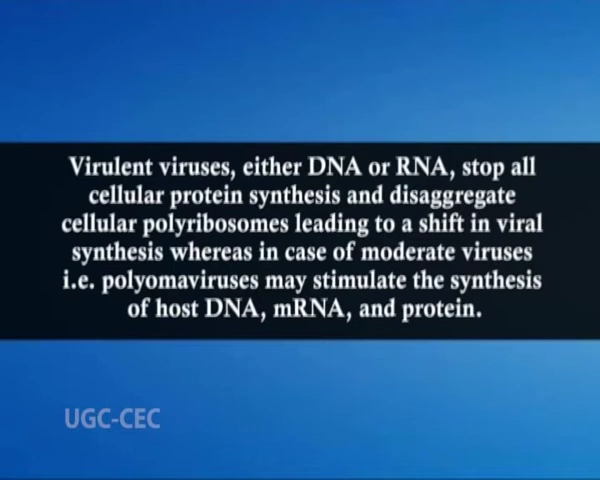 Virulent viruses, either DNA or RNA, stop all
cellular protein synthesis and disaggregate
cellular polyribosomes leading to a shift in viral
synthesis whereas in case of moderate viruses
i.e. polyomaviruses may stimulate the synthesis
of host DNA, mRNA, and protein.
UGC-CEC